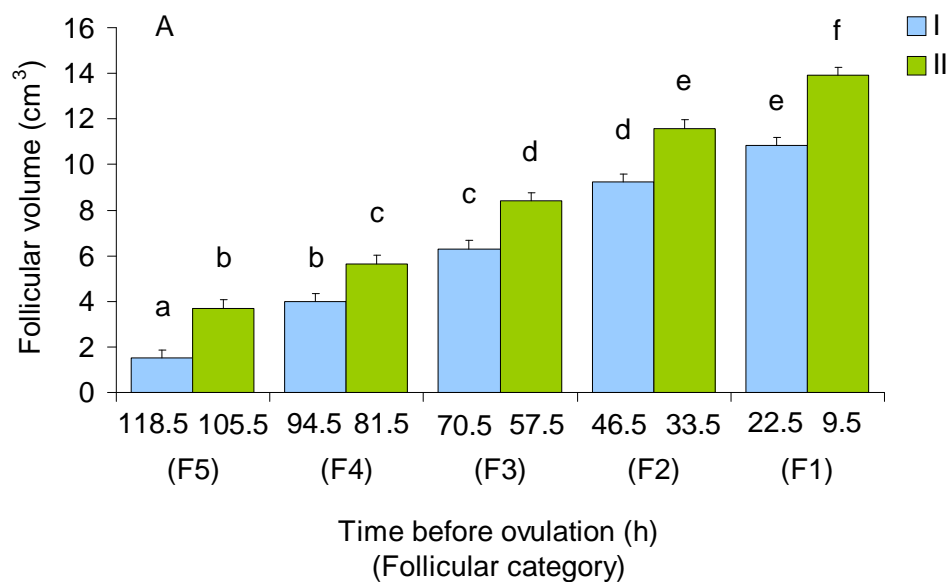 A
I
II
Follicular volume (cm³)
16
14
12
10
8
6
4
2
0
a
b
b
c
c
d
d
e
e
f
118.5 105.5 94.5 81.5 70.5 57.5 46.5 33.5 22.5 9.5
(F5) (F4) (F3) (F2) (F1)
Time before ovulation (h)
(Follicular category)